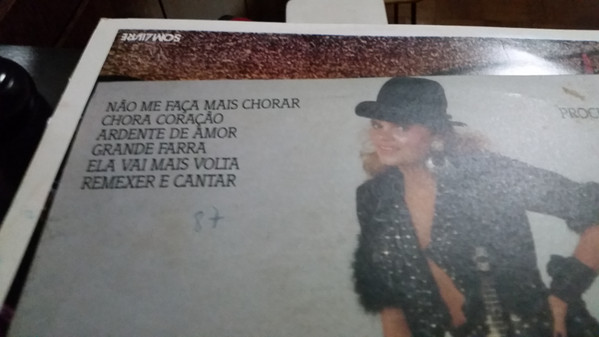 SOM LIVRE
NÃO ME FAÇA MAIS CHORAR
CHORA CORAÇÃO
ARDENTE DE AMOR
GRANDE FARRA
ELA VAI MAIS VOLTA
REMEXER E CANTAR
87